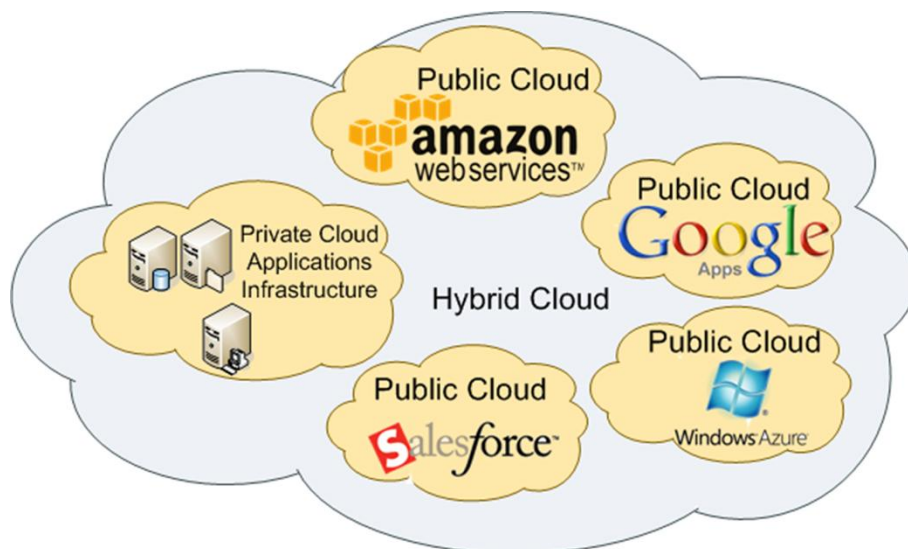 Public Cloud
amazon
webservices™
Public Cloud
Google
Apps
Private Cloud
Applications
Infrastructure
Hybrid Cloud
Public Cloud
Windows Azure
Public Cloud
salesforce